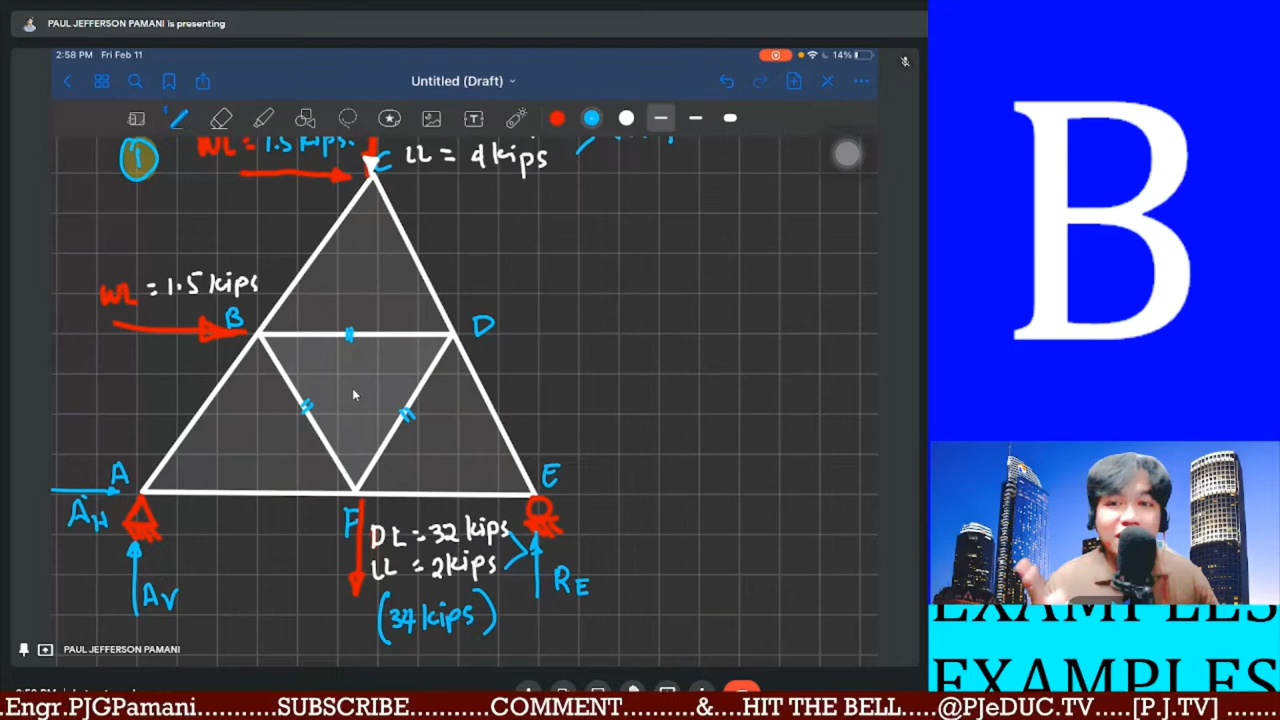 PAUL JEFFERSON PAMANI is presenting
2:58 PM Fri Feb 11
14%
Untitled (Draft)
T
1
WL = 1.5 kips.
C
LL = 4 kips
WL = 1.5 kips
B
D
A
E
AH
F
DL = 32 kips
LL = 2 kips
AV
RE
(34 kips)
PAUL JEFFERSON PAMANI
B
EXAMPLES
EXAMPLES
.Engr.PJGPamani..........SUBSCRIBE..........COMMENT..........&....HIT THE BELL......@PJeDUC.TV.....[P.J.TV] .......